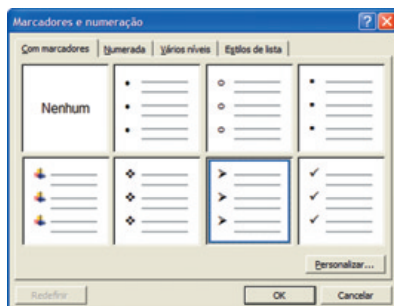 Marcadores e numeração
Com marcadores Numerada Vários níveis Estilos de lista
Nenhum
Personalizar...
Redefinir OK Cancelar